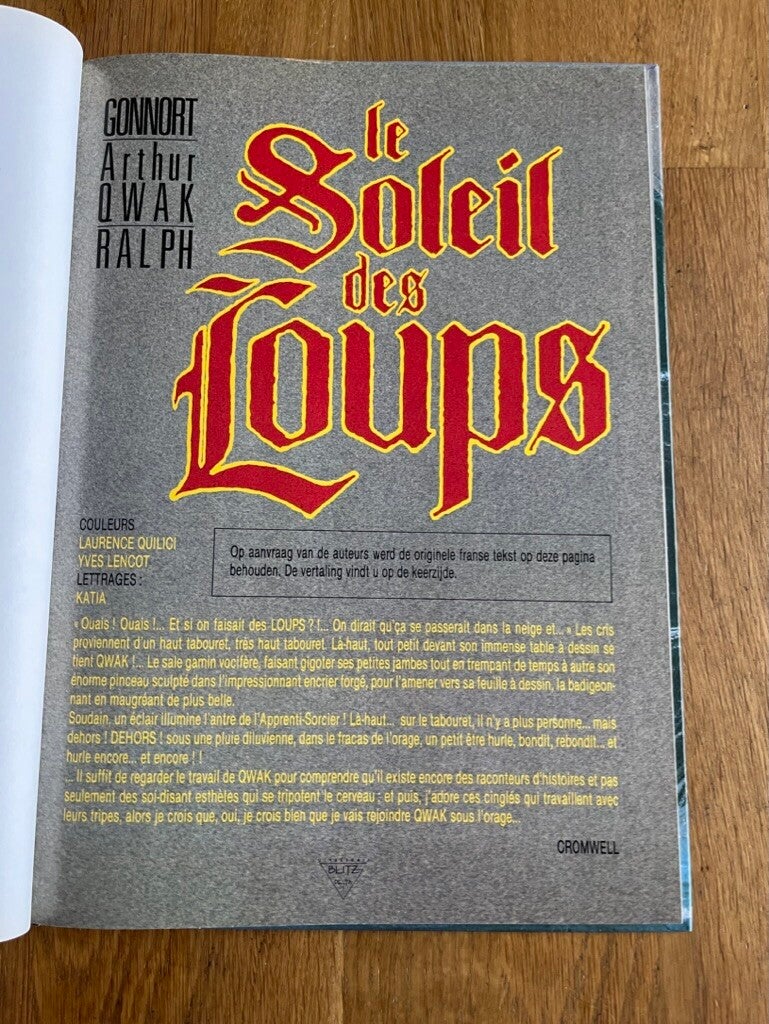 GONNORT
Arthur
QWAK
RALPH
le
Soleil
des
Loups
COULEURS
LAURENCE QUILICI
YVES LENCOT
LETTRAGES :
KATIA
Op aanvraag van de auteurs werd de originele franse tekst op deze pagina
behouden. De vertaling vindt u op de keerzijde.
« Ouais ! Ouais !... Et si on faisait des LOUPS ? !... On dirait qu'ça se passerait dans la neige et... » Les cris
proviennent d'un haut tabouret, très haut tabouret. Là-haut, tout petit devant son immense table à dessin se
tient QWAK !... Le sale gamin vocifère, faisant gigoter ses petites jambes tout en trempant de temps à autre son
énorme pinceau sculpté dans l'impressionnant encrier forgé, pour l'amener vers sa feuille à dessin, la badigeon-
nant en maugréant de plus belle.
Soudain, un éclair illumine l'antre de l'Apprenti-Sorcier ! Là-haut... sur le tabouret, il n'y a plus personne... mais
dehors ! DEHORS ! sous une pluie diluvienne, dans le fracas de l'orage, un petit être hurle, bondit, rebondit... et
hurle encore... et encore ! !
... Il suffit de regarder le travail de QWAK pour comprendre qu'il existe encore des raconteurs d'histoires et pas
seulement des soi-disant esthètes qui se tripotent le cerveau ; et puis, j'adore ces cinglés qui travaillent avec
leurs tripes, alors je crois que, oui, je crois bien que je vais rejoindre QWAK sous l'orage...
CROMWELL
BLITZ